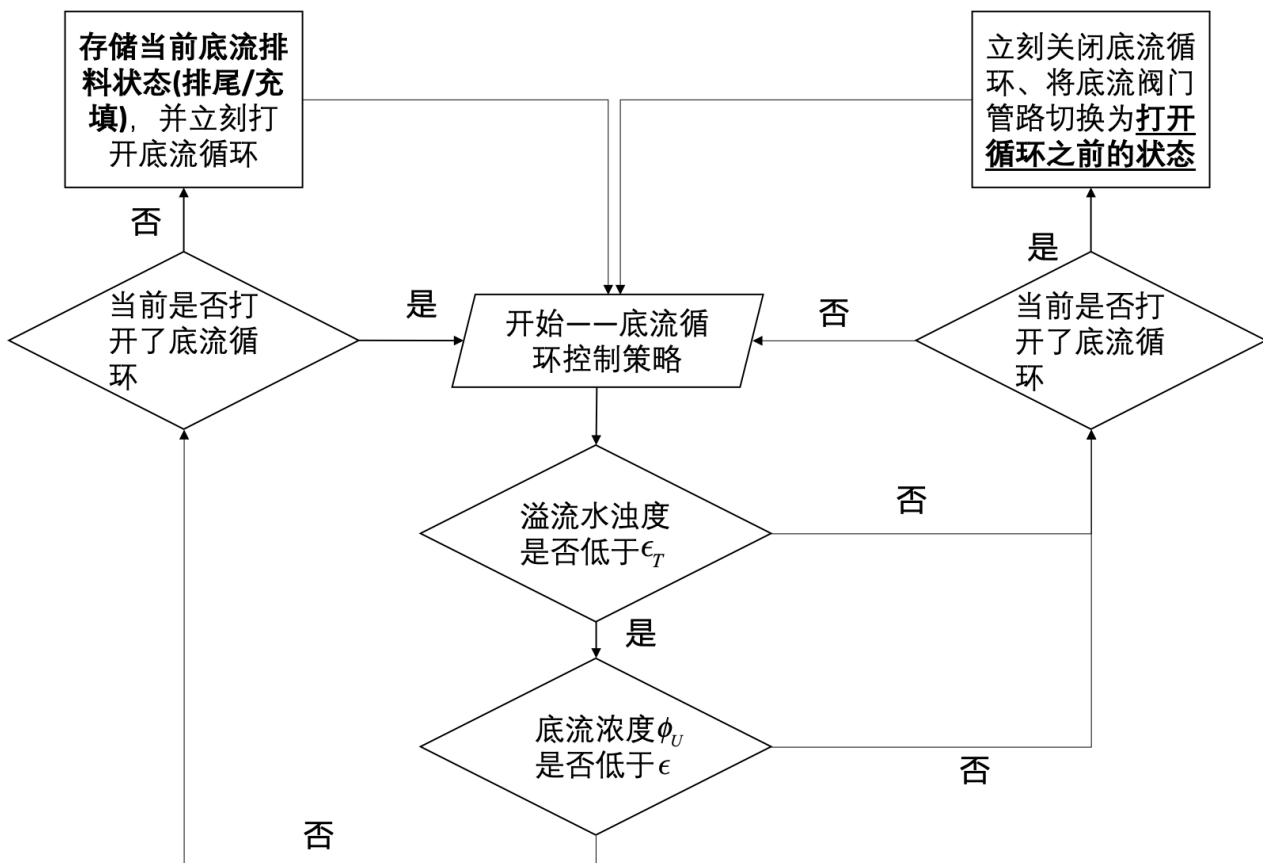 存储当前底流排
料状态(排尾/充
填)，并立刻打
开底流循环
立刻关闭底流循
环、将底流阀门
管路切换为打开
循环之前的状态
否
是
当前是否打
开了底流循
环
是
开始——底流循
环控制策略
否
当前是否打
开了底流循
环
溢流水浊度
是否低于ϵ_T
否
是
底流浓度ϕ_U
是否低于ϵ
否
否